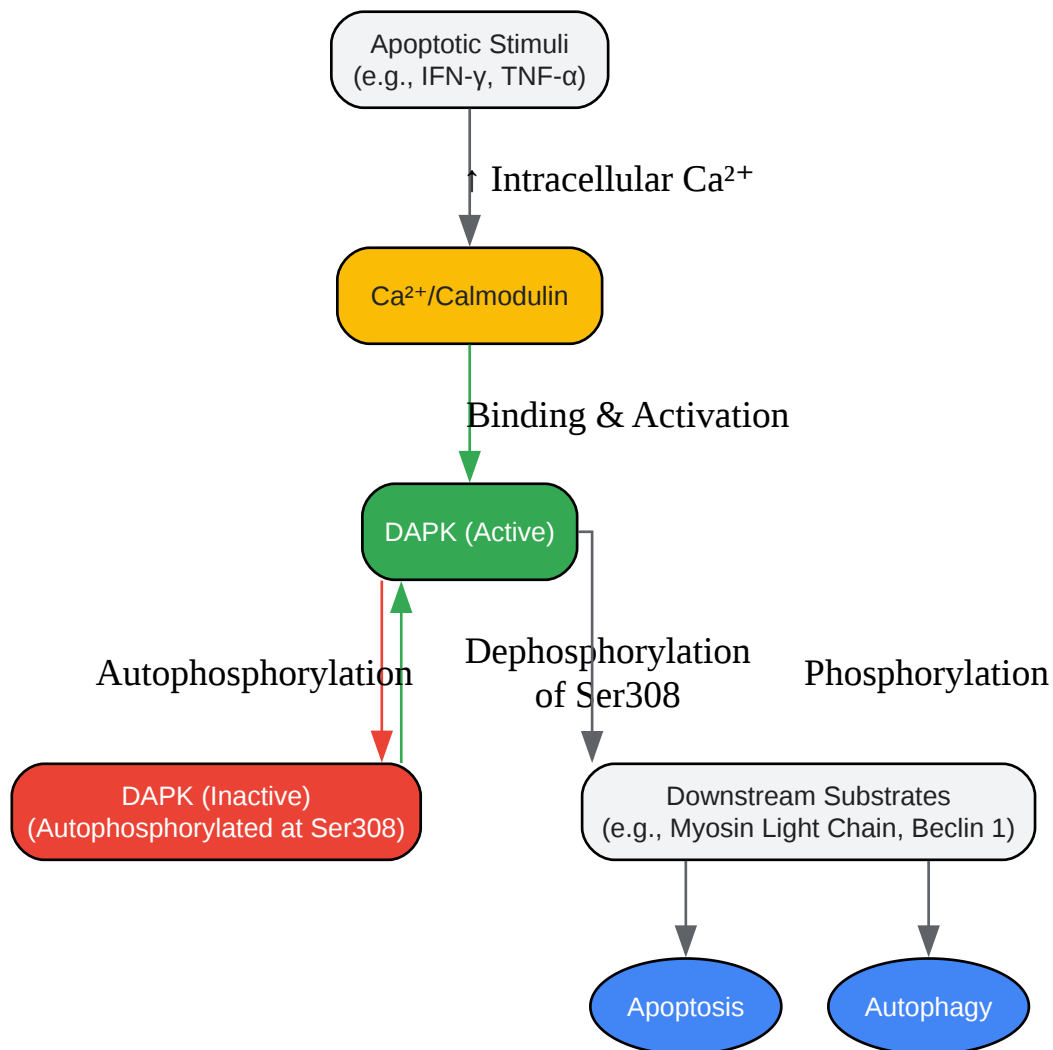 Apoptotic Stimuli
(e.g., IFN-γ, TNF-α)
↑ Intracellular Ca²⁺
Ca²⁺/Calmodulin
Binding & Activation
DAPK (Active)
Autophosphorylation
Dephosphorylation
of Ser308
Phosphorylation
DAPK (Inactive)
(Autophosphorylated at Ser308)
Downstream Substrates
(e.g., Myosin Light Chain, Beclin 1)
Apoptosis
Autophagy